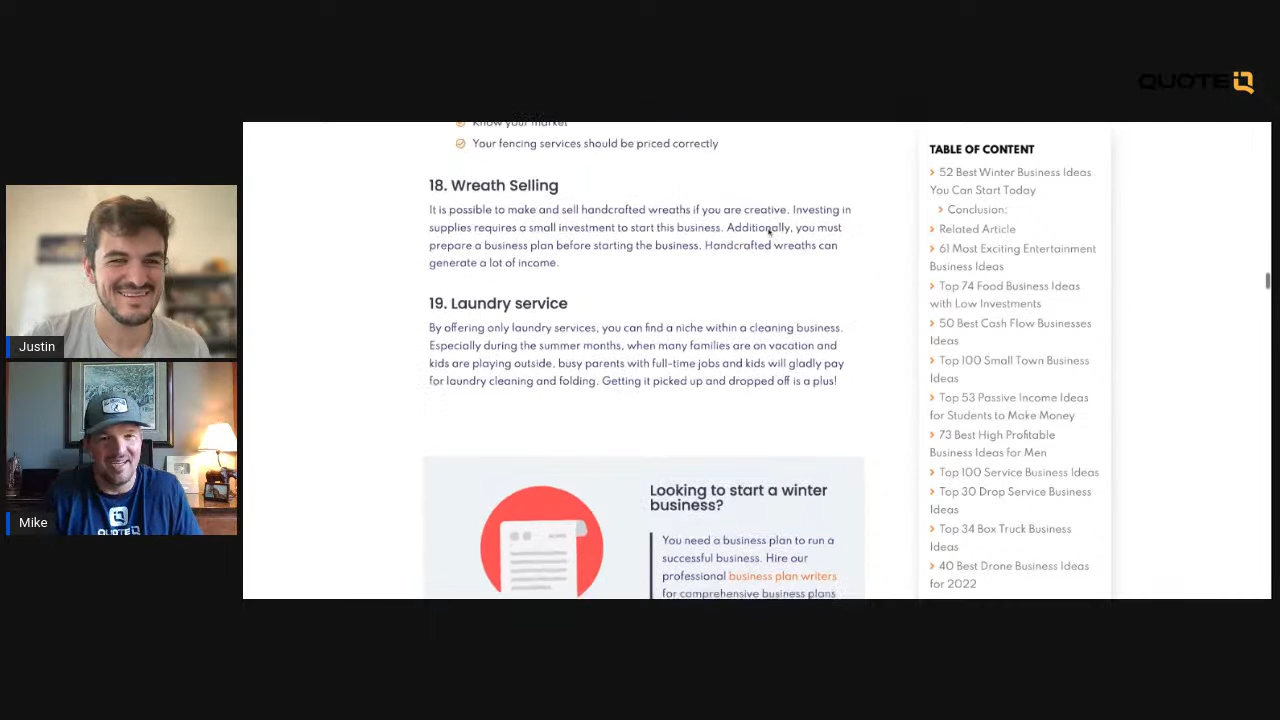 QUOTE IQ
Know your market
Your fencing services should be priced correctly
18. Wreath Selling
It is possible to make and sell handcrafted wreaths if you are creative. Investing in
supplies requires a small investment to start this business. Additionally, you must
prepare a business plan before starting the business. Handcrafted wreaths can
generate a lot of income.
19. Laundry service
By offering only laundry services, you can find a niche within a cleaning business.
Especially during the summer months, when many families are on vacation and
kids are playing outside, busy parents with full-time jobs and kids will gladly pay
for laundry cleaning and folding. Getting it picked up and dropped off is a plus!
Looking to start a winter
business?
You need a business plan to run a
successful business. Hire our
professional business plan writers
for comprehensive business plans
TABLE OF CONTENT
52 Best Winter Business Ideas
You Can Start Today
Conclusion:
Related Article
61 Most Exciting Entertainment
Business Ideas
Top 74 Food Business Ideas
with Low Investments
50 Best Cash Flow Businesses
Ideas
Top 100 Small Town Business
Ideas
Top 53 Passive Income Ideas
for Students to Make Money
73 Best High Profitable
Business Ideas for Men
Top 100 Service Business Ideas
Top 30 Drop Service Business
Ideas
Top 34 Box Truck Business
Ideas
40 Best Drone Business Ideas
for 2022
Justin
Mike
QUOTE